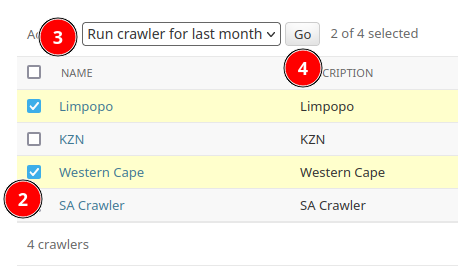 Ac 3 Run crawler for last month Go 2 of 4 selected
NAME 4 CRIPTION
Limpopo Limpopo
KZN KZN
Western Cape Western Cape
2 SA Crawler SA Crawler
4 crawlers